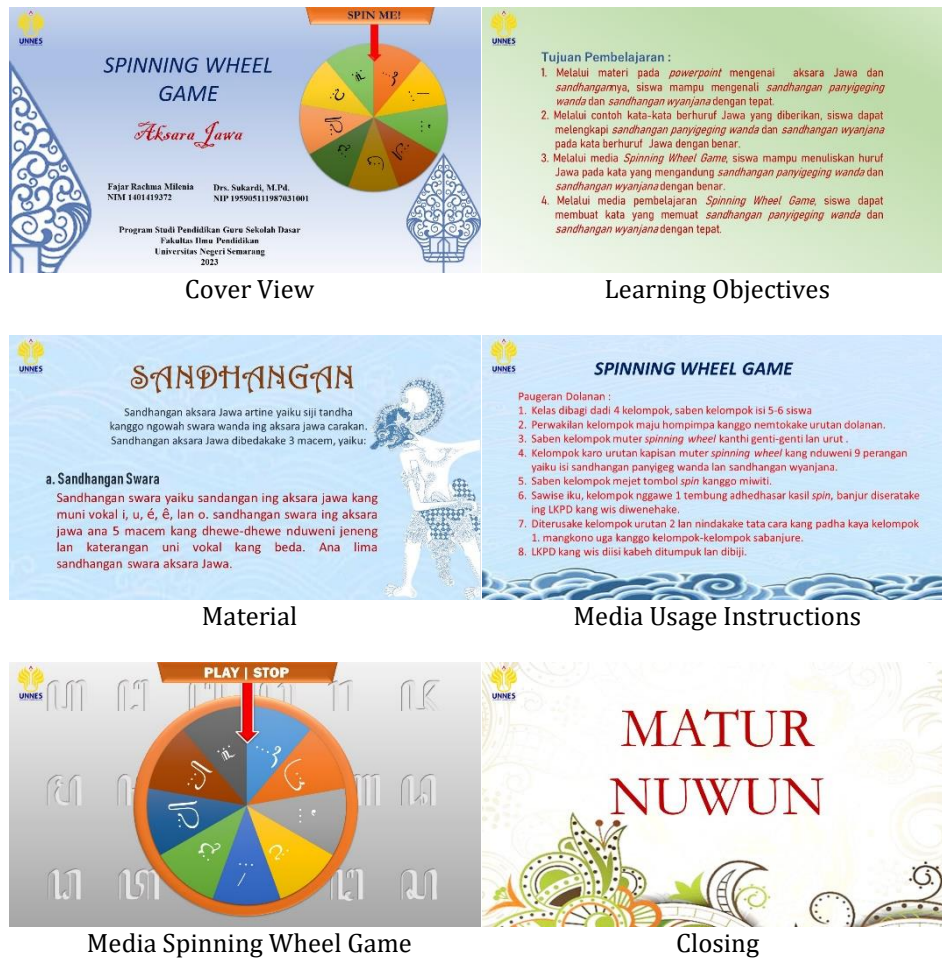 UNNES
SPIN ME!
SPINNING WHEEL
GAME
Aksara Jawa
Fajar Rachma Milenia
NIM 1401419372
Drs. Sukardi, M.Pd.
NIP 195905111987031001
Program Studi Pendidikan Guru Sekolah Dasar
Fakultas Ilmu Pendidikan
Universitas Negeri Semarang
2023
Cover View
UNNES
Tujuan Pembelajaran :
1. Melalui materi pada powerpoint mengenai aksara Jawa dan
sandhangannya, siswa mampu mengenali sandhangan panyigeging
wanda dan sandhangan wyanjana dengan tepat.
2. Melalui contoh kata-kata berhuruf Jawa yang diberikan, siswa dapat
melengkapi sandhangan panyigeging wanda dan sandhangan wyanjana
pada kata berhuruf Jawa dengan benar.
3. Melalui media Spinning Wheel Game, siswa mampu menuliskan huruf
Jawa pada kata yang mengandung sandhangan panyigeging wanda dan
sandhangan wyanjana dengan benar.
4. Melalui media pembelajaran Spinning Wheel Game, siswa dapat
membuat kata yang memuat sandhangan panyigeging wanda dan
sandhangan wyanjana dengan tepat.
Learning Objectives
UNNES
SANDHANGAN
Sandhangan aksara Jawa artine yaiku siji tandha
kanggo ngowah swara wanda ing aksara jawa carakan.
Sandhangan aksara Jawa dibedakake 3 macem, yaiku:
a. Sandhangan Swara
Sandhangan swara yaiku sandangan ing aksara jawa kang
muni vokal i, u, é, ê, lan o. sandhangan swara ing aksara
jawa ana 5 macem kang dhewe-dhewe nduweni jeneng
lan katerangan uni vokal kang beda. Ana lima
sandhangan swara aksara Jawa.
Material
UNNES
SPINNING WHEEL GAME
Paugeran Dolanan :
1. Kelas dibagi dadi 4 kelompok, saben kelompok isi 5-6 siswa
2. Perwakilan kelompok maju hompimpa kanggo nemtokake urutan dolanan.
3. Saben kelompok muter spinning wheel kanthi genti-genti lan urut .
4. Kelompok karo urutan kapisan muter spinning wheel kang nduweni 9 perangan
yaiku isi sandhangan panyigeg wanda lan sandhangan wyanjana.
5. Saben kelompok mejet tombol spin kanggo miwiti.
6. Sawise iku, kelompok nggawe 1 tembung adhedhasar kasil spin, banjur diseratake
ing LKPD kang wis diwenehake.
7. Diterusake kelompok urutan 2 lan nindakake tata cara kang padha kaya kelompok
1. mangkono uga kanggo kelompok-kelompok sabanjure.
8. LKPD kang wis diisi kabeh ditumpuk lan dibiji.
Media Usage Instructions
UNNES
PLAY | STOP
Media Spinning Wheel Game
UNNES
MATUR
NUWUN
Closing